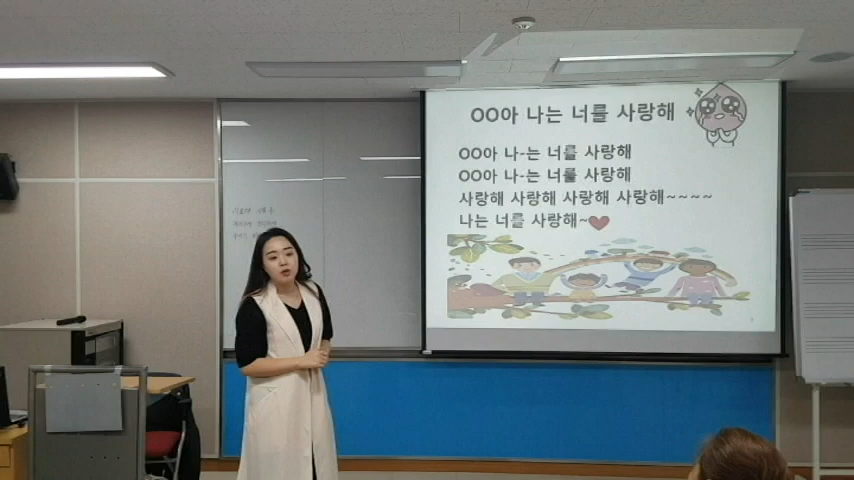 OO아 나는 너를 사랑해
OO아 나-는 너를 사랑해
OO아 나-는 너를 사랑해
사랑해 사랑해 사랑해 사랑해~~~~
나는 너를 사랑해~